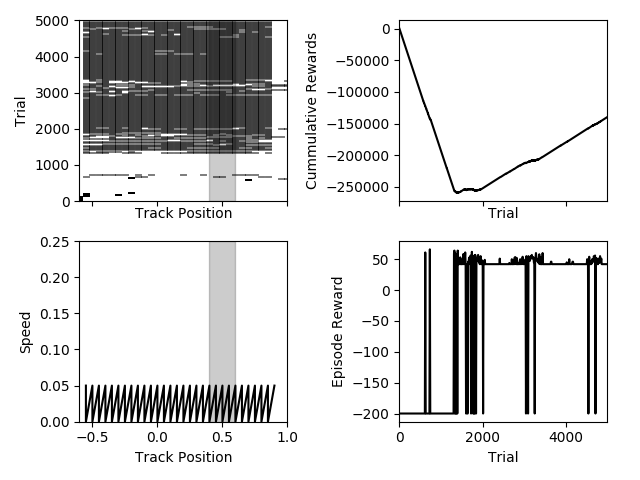 5000
4000
3000
2000
1000
0
Trial
Track Position
0
−50000
−100000
−150000
−200000
−250000
Cummulative Rewards
Trial
0.25
0.20
0.15
0.10
0.05
0.00
Speed
−0.5 0.0 0.5 1.0
Track Position
50
0
−50
−100
−150
−200
Episode Reward
0 2000 4000
Trial